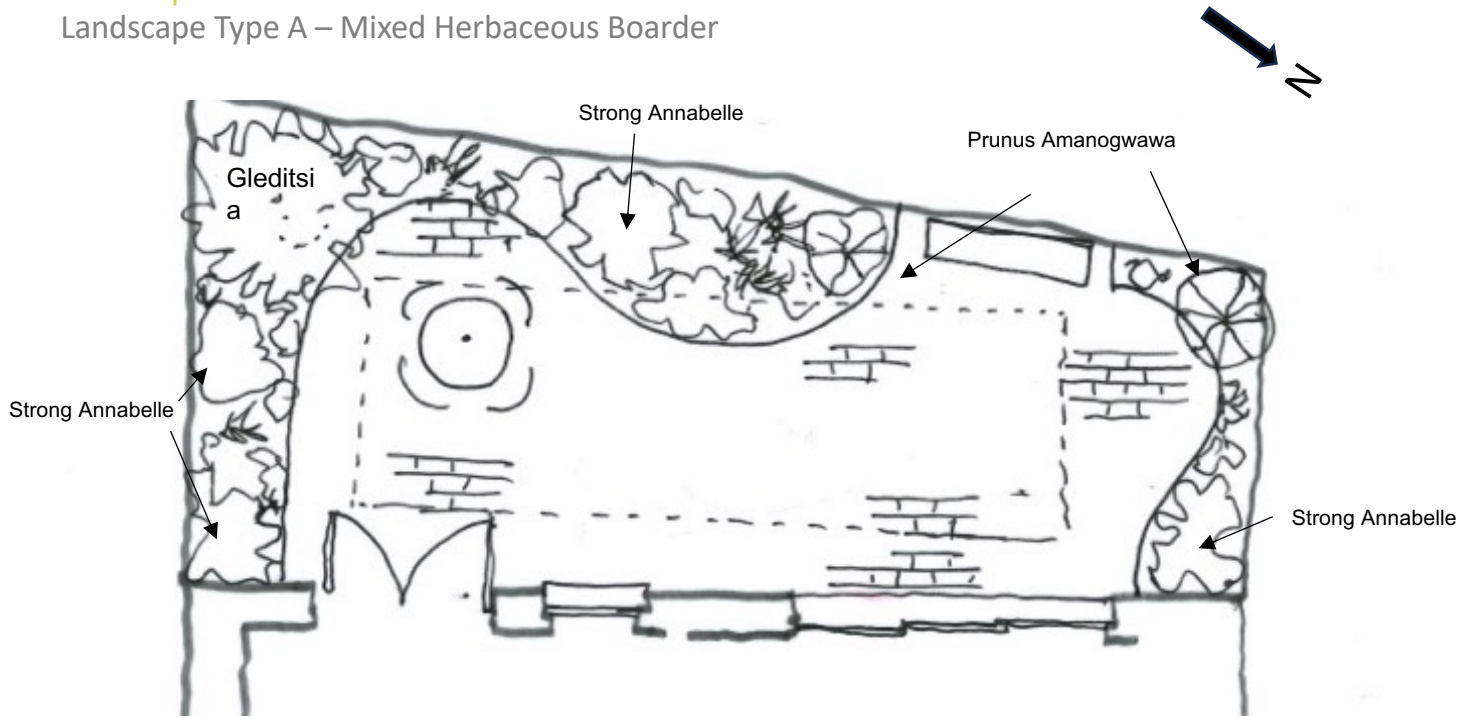 Landscape Type A – Mixed Herbaceous Boarder
N
Strong Annabelle
Prunus Amanogwawa
Gleditsi
a
Strong Annabelle
Strong Annabelle